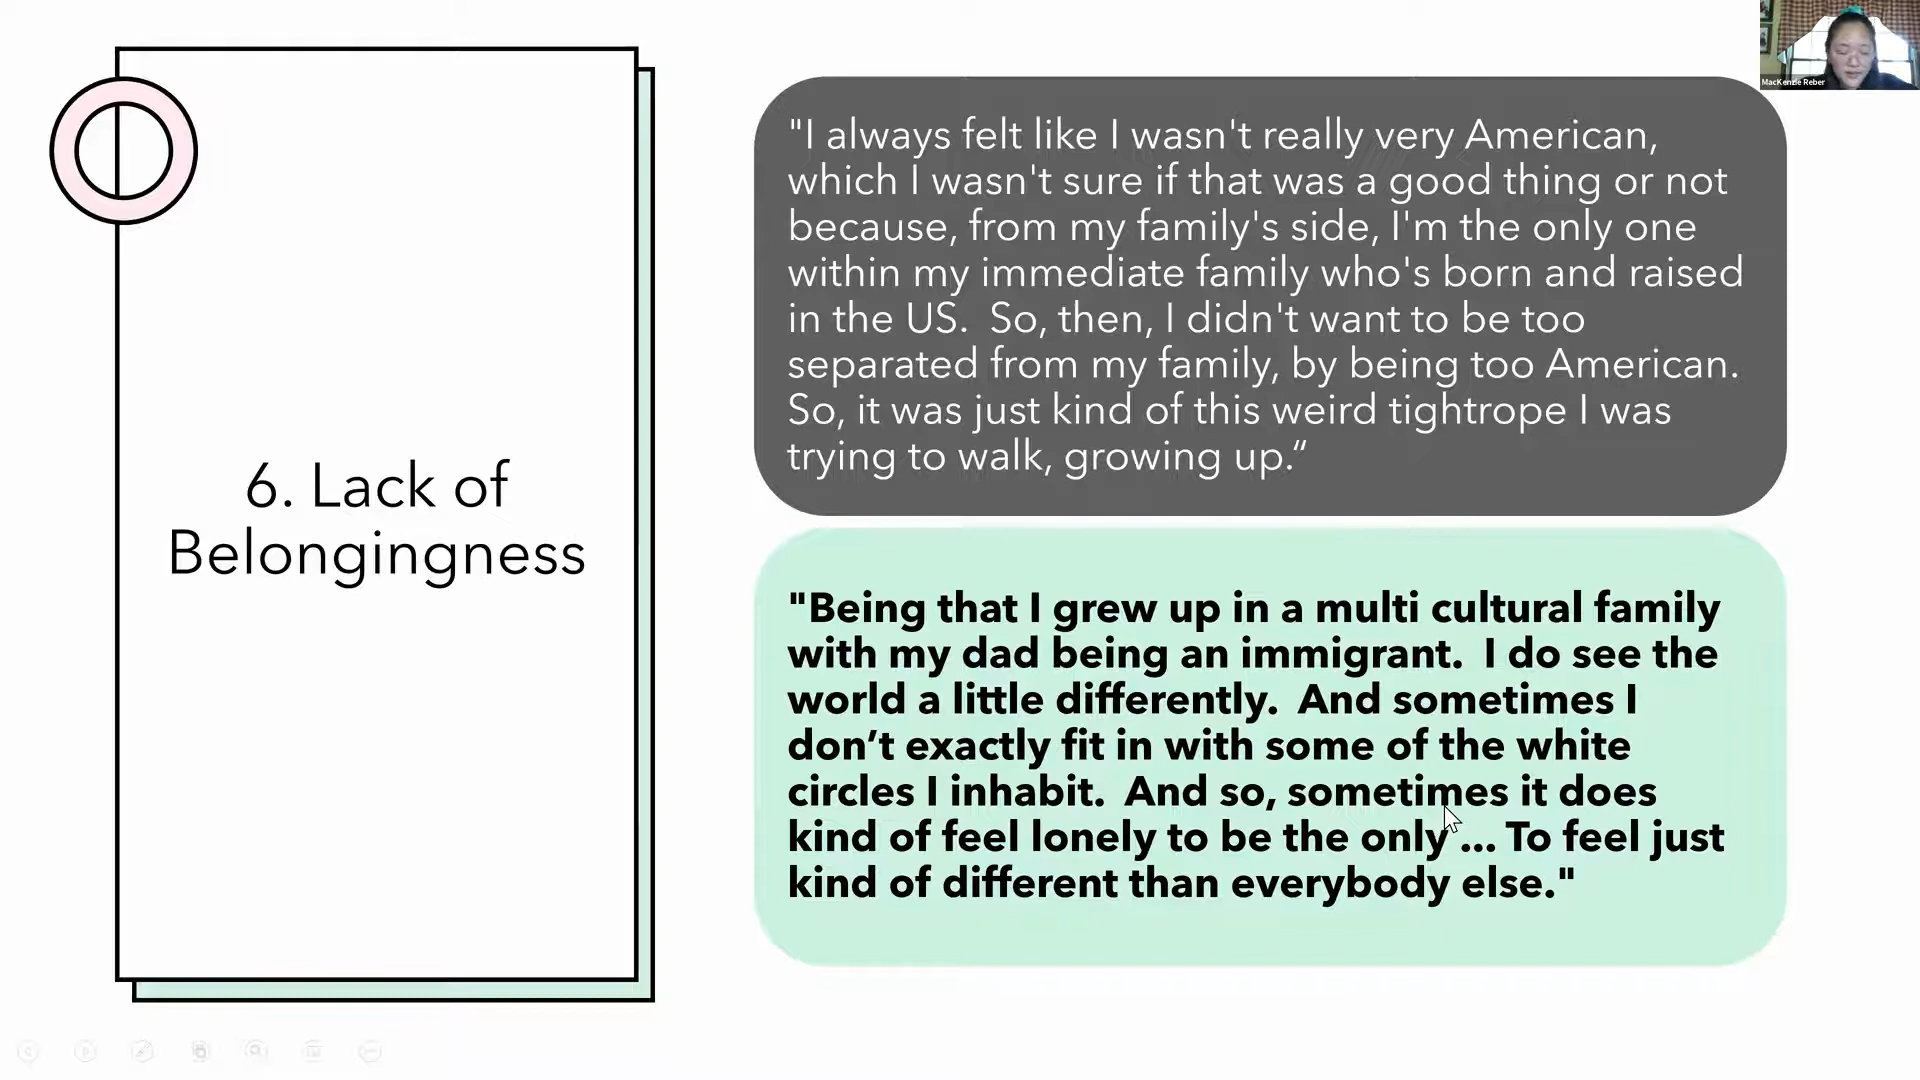 MacKenzie Reber
6. Lack of
Belongingness
"I always felt like I wasn't really very American,
which I wasn't sure if that was a good thing or not
because, from my family's side, I'm the only one
within my immediate family who's born and raised
in the US.  So, then, I didn't want to be too
separated from my family, by being too American.
So, it was just kind of this weird tightrope I was
trying to walk, growing up.“
"Being that I grew up in a multi cultural family
with my dad being an immigrant.  I do see the
world a little differently.  And sometimes I
don’t exactly fit in with some of the white
circles I inhabit.  And so, sometimes it does
kind of feel lonely to be the only ... To feel just
kind of different than everybody else."